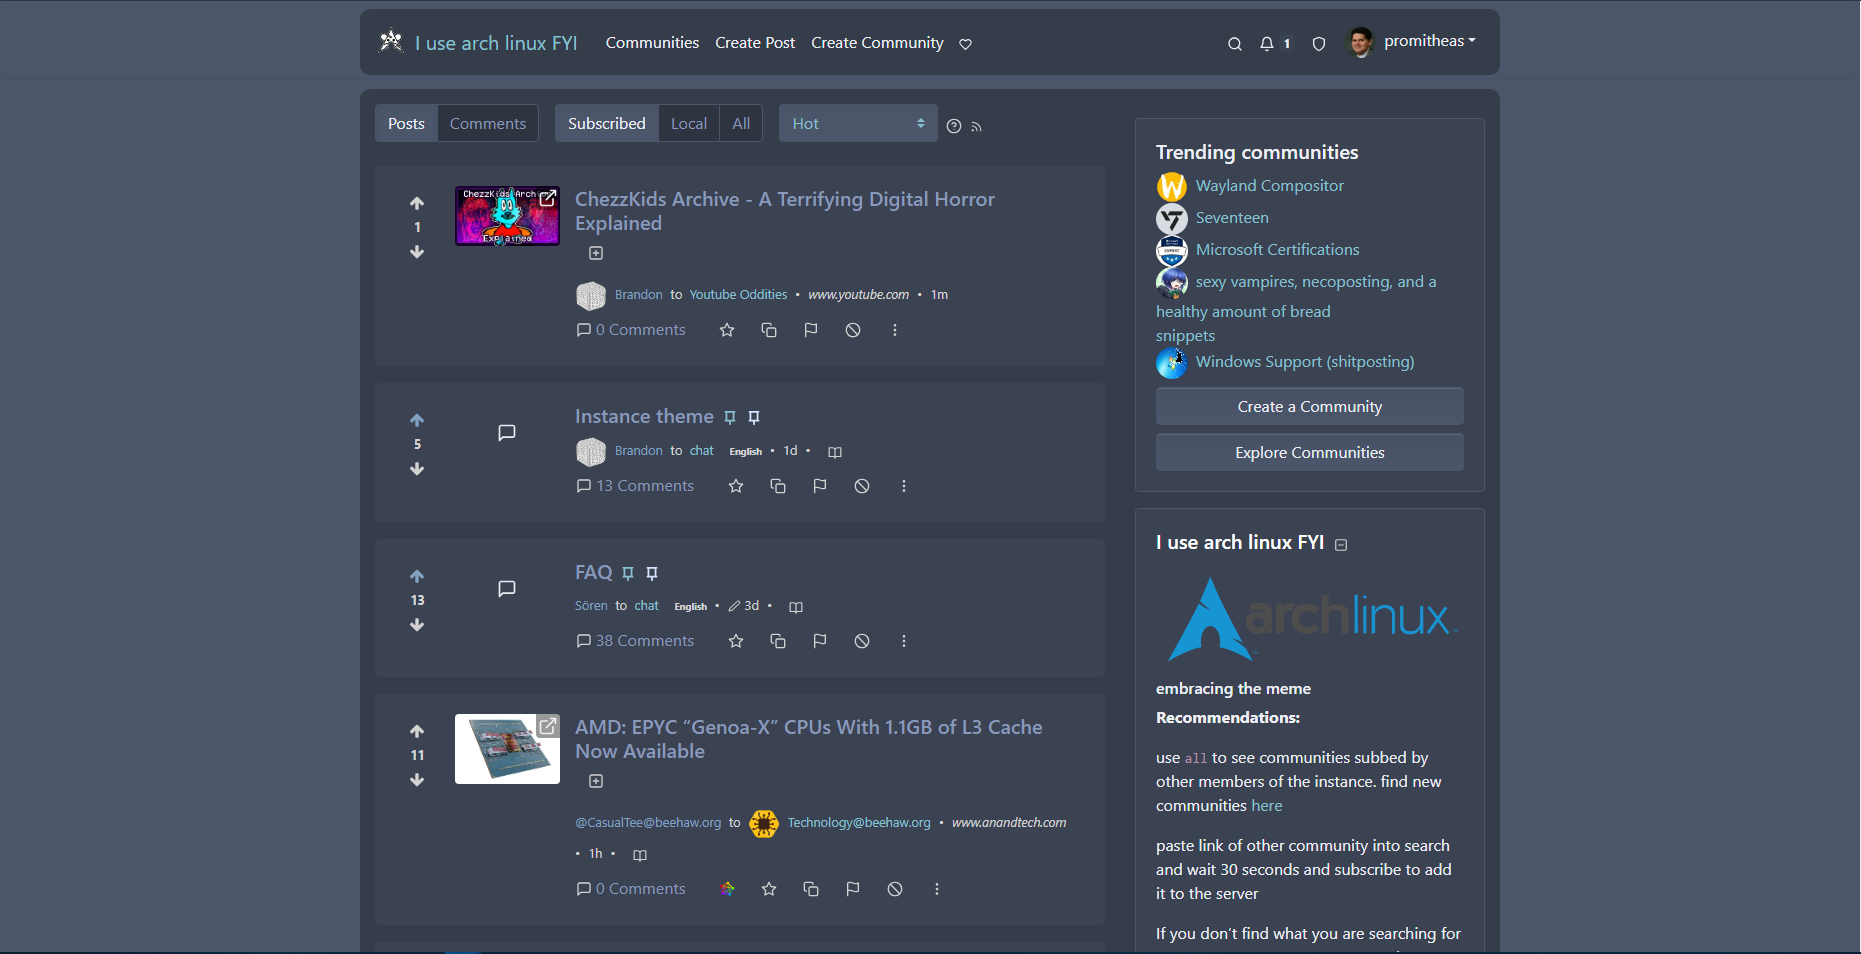 I use arch linux FYI Communities Create Post Create Community 1 promitheas
Posts Comments Subscribed Local All Hot
1
ChezzKids Archive
Explained
ChezzKids Archive - A Terrifying Digital Horror
Explained
Brandon to Youtube Oddities • www.youtube.com • 1m
0 Comments
5
Instance theme
Brandon to chat English • 1d •
13 Comments
13
FAQ
Sören to chat English • 3d •
38 Comments
11
AMD: EPYC “Genoa-X” CPUs With 1.1GB of L3 Cache
Now Available
@CasualTee@beehaw.org to Technology@beehaw.org • www.anandtech.com
• 1h •
0 Comments
Trending communities
Wayland Compositor
Seventeen
Microsoft Certifications
sexy vampires, necoposting, and a
healthy amount of bread
snippets
Windows Support (shitposting)
Create a Community
Explore Communities
I use arch linux FYI
archlinux
embracing the meme
Recommendations:
use all to see communities subbed by
other members of the instance. find new
communities here
paste link of other community into search
and wait 30 seconds and subscribe to add
it to the server
If you don’t find what you are searching for